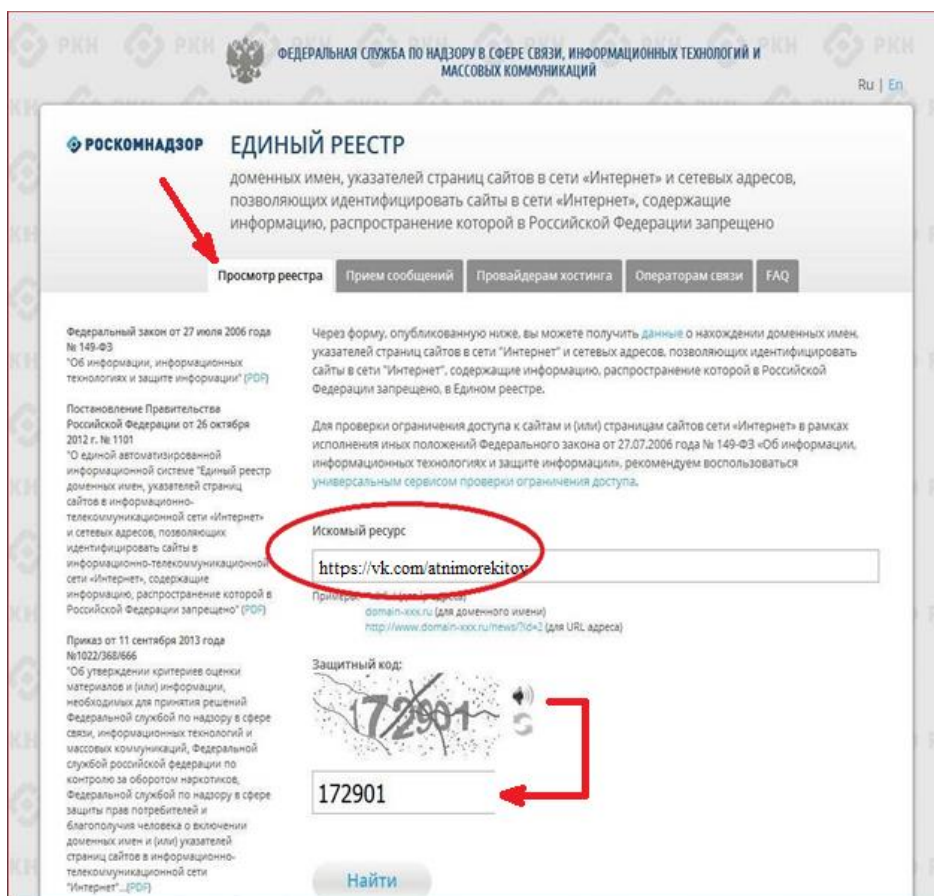 ФЕДЕРАЛЬНАЯ СЛУЖБА ПО НАДЗОРУ В СФЕРЕ СВЯЗИ, ИНФОРМАЦИОННЫХ ТЕХНОЛОГИЙ И
МАССОВЫХ КОММУНИКАЦИЙ
Ru | En
РОСКОМНАДЗОР
ЕДИНЫЙ РЕЕСТР
доменных имен, указателей страниц сайтов в сети «Интернет» и сетевых адресов,
позволяющих идентифицировать сайты в сети «Интернет», содержащие
информацию, распространение которой в Российской Федерации запрещено
Просмотр реестра Прием сообщений Провайдерам хостинга Операторам связи FAQ
Федеральный закон от 27 июля 2006 года
№ 149-ФЗ
"Об информации, информационных
технологиях и защите информации" (PDF)
Постановление Правительства
Российской Федерации от 26 октября
2012 г. № 1101
"О единой автоматизированной
информационной системе "Единый реестр
доменных имен, указателей страниц
сайтов в информационно-
телекоммуникационной сети «Интернет»
и сетевых адресов, позволяющих
идентифицировать сайты в
информационно-телекоммуникационной
сети «Интернет», содержащие
информацию, распространение которой в
Российской Федерации запрещено" (PDF)
Приказ от 11 сентября 2013 года
№1022/368/666
"Об утверждении критериев оценки
материалов и (или) информации,
необходимых для принятия решений
Федеральной службой по надзору в сфере
связи, информационных технологий и
массовых коммуникаций, Федеральной
службой российской федерации по
контролю за оборотом наркотиков,
Федеральной службой по надзору в сфере
защиты прав потребителей и
благополучия человека о включении
доменных имен и (или) указателей
страниц сайтов в информационно-
телекоммуникационной сети
"Интернет"...(PDF)
Через форму, опубликованную ниже, вы можете получить данные о нахождении доменных имен,
указателей страниц сайтов в сети "Интернет" и сетевых адресов, позволяющих идентифицировать
сайты в сети "Интернет", содержащие информацию, распространение которой в Российской
Федерации запрещено, в Едином реестре.
Для проверки ограничения доступа к сайтам и (или) страницам сайтов сети «Интернет» в рамках
исполнения иных положений Федерального закона от 27.07.2006 года № 149-ФЗ «Об информации,
информационных технологиях и защите информации», рекомендуем воспользоваться
универсальным сервисом проверки ограничения доступа.
Искомый ресурс
https://vk.com/atnimorekitov
domain-xxx.ru (для доменного имени)
http://www.domain-xxx.ru/news/?id=2 (для URL адреса)
Защитный код:
172901
172901
Найти